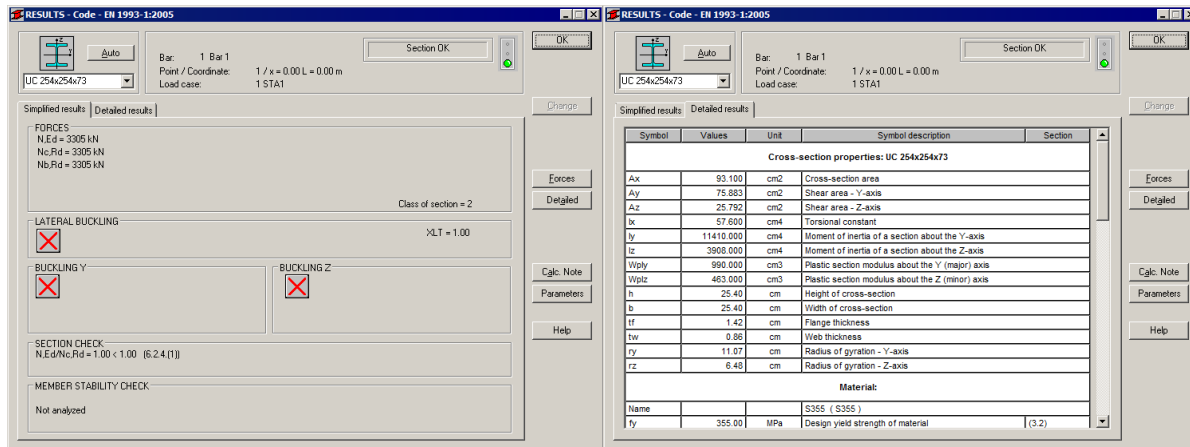 RESULTS - Code - EN 1993-1:2005
Auto
UC 254x254x73
Bar: 1 Bar 1
Point / Coordinate: 1 / x = 0.00 L = 0.00 m
Load case: 1 STA1
Section OK
OK
Change
Simplified results Detailed results
FORCES
N,Ed = 3305 kN
Nc,Rd = 3305 kN
Nb,Rd = 3305 kN
Class of section = 2
Forces
Detailed
LATERAL BUCKLING
XLT = 1.00
BUCKLING Y
BUCKLING Z
Calc. Note
Parameters
Help
SECTION CHECK
N,Ed/Nc,Rd = 1.00 < 1.00 (6.2.4.(1))
MEMBER STABILITY CHECK
Not analyzed
RESULTS - Code - EN 1993-1:2005
Auto
UC 254x254x73
Bar: 1 Bar 1
Point / Coordinate: 1 / x = 0.00 L = 0.00 m
Load case: 1 STA1
Section OK
OK
Change
Simplified results Detailed results
Symbol Values Unit Symbol description Section
Cross-section properties: UC 254x254x73
Ax 93.100 cm2 Cross-section area
Ay 75.883 cm2 Shear area - Y-axis
Az 25.792 cm2 Shear area - Z-axis
Ix 57.600 cm4 Torsional constant
Iy 11410.000 cm4 Moment of inertia of a section about the Y-axis
Iz 3908.000 cm4 Moment of inertia of a section about the Z-axis
Wply 990.000 cm3 Plastic section modulus about the Y (major) axis
Wplz 463.000 cm3 Plastic section modulus about the Z (minor) axis
h 25.40 cm Height of cross-section
b 25.40 cm Width of cross-section
tf 1.42 cm Flange thickness
tw 0.86 cm Web thickness
ry 11.07 cm Radius of gyration - Y-axis
rz 6.48 cm Radius of gyration - Z-axis
Material:
Name S355 ( S355 )
fy 355.00 MPa Design yield strength of material (3.2)
Forces
Detailed
Calc. Note
Parameters
Help